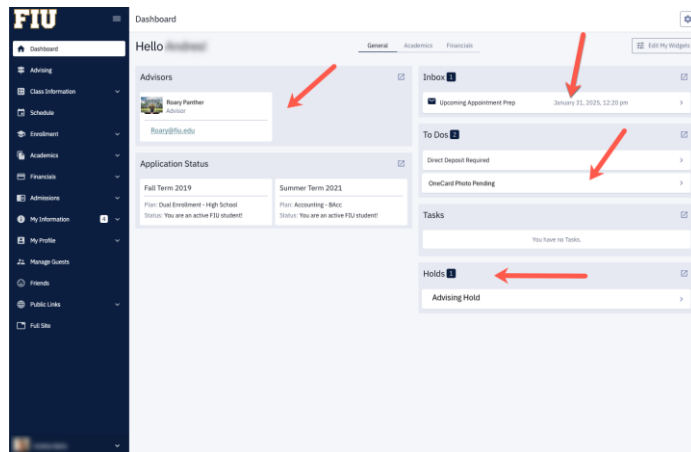 FIU
Dashboard
Dashboard
Advising
Class Information
Schedule
Enrollment
Academics
Financials
Admissions
My Information 4
My Profile
Manage Guests
Friends
Public Links
Full Site
Hello
General Academics Financials
Edit My Widgets
Advisors
Roary Panther
Advisor
Roary@fiu.edu
Application Status
Fall Term 2019
Plan: Dual Enrollment - High School
Status: You are an active FIU student!
Summer Term 2021
Plan: Accounting - BAcc
Status: You are an active FIU student!
Inbox 1
Upcoming Appointment Prep January 31, 2025, 12:20 pm
To Dos 2
Direct Deposit Required
OneCard Photo Pending
Tasks
You have no Tasks.
Holds 1
Advising Hold